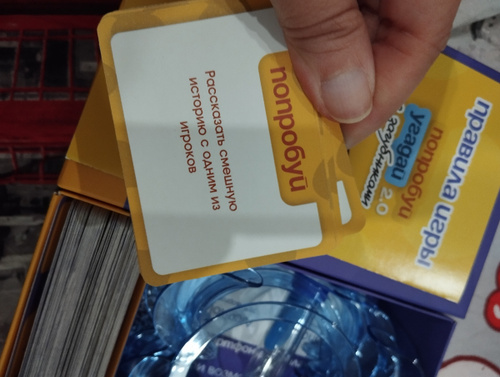 попробуй
Рассказать смешную
историю с одним из
игроков
правила игры
попробуй
угадай 2.0